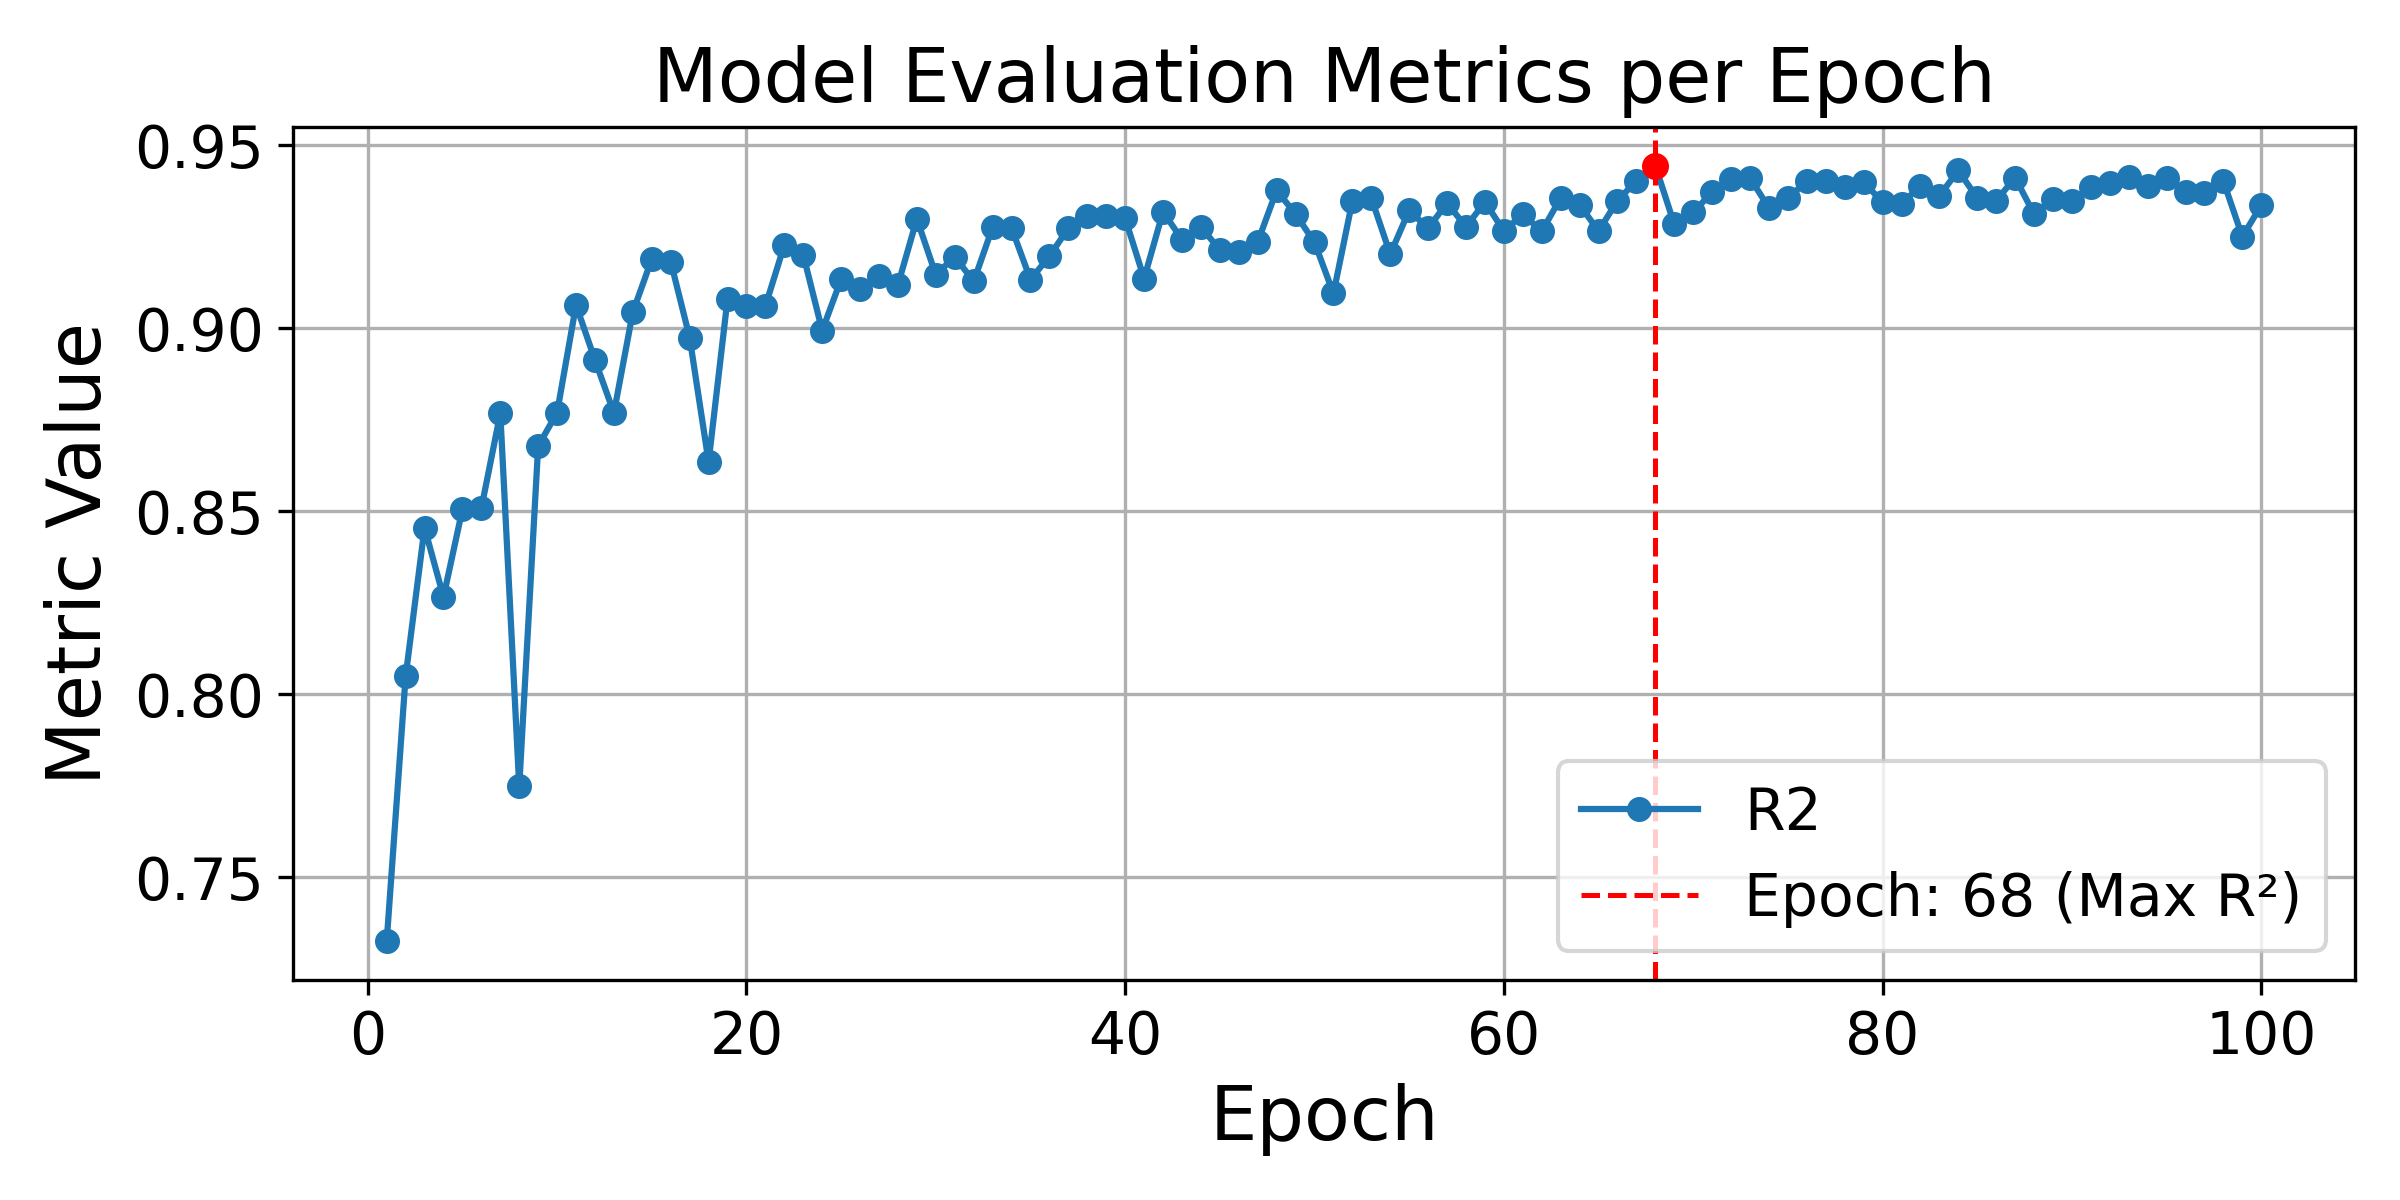 Model Evaluation Metrics per Epoch
Metric Value
0.95
0.90
0.85
0.80
0.75
R2
Epoch: 68 (Max R²)
0 20 40 60 80 100
Epoch